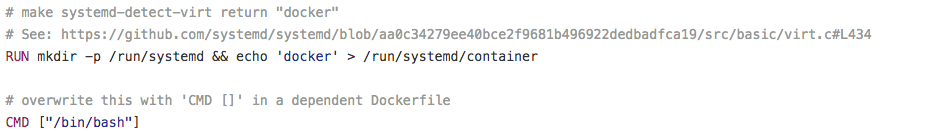 # make systemd-detect-virt return "docker"
# See: https://github.com/systemd/systemd/blob/aa0c34279ee40bce2f9681b496922dedbadfca19/src/basic/virt.c#L434
RUN mkdir -p /run/systemd && echo 'docker' > /run/systemd/container
# overwrite this with 'CMD []' in a dependent Dockerfile
CMD ["/bin/bash"]